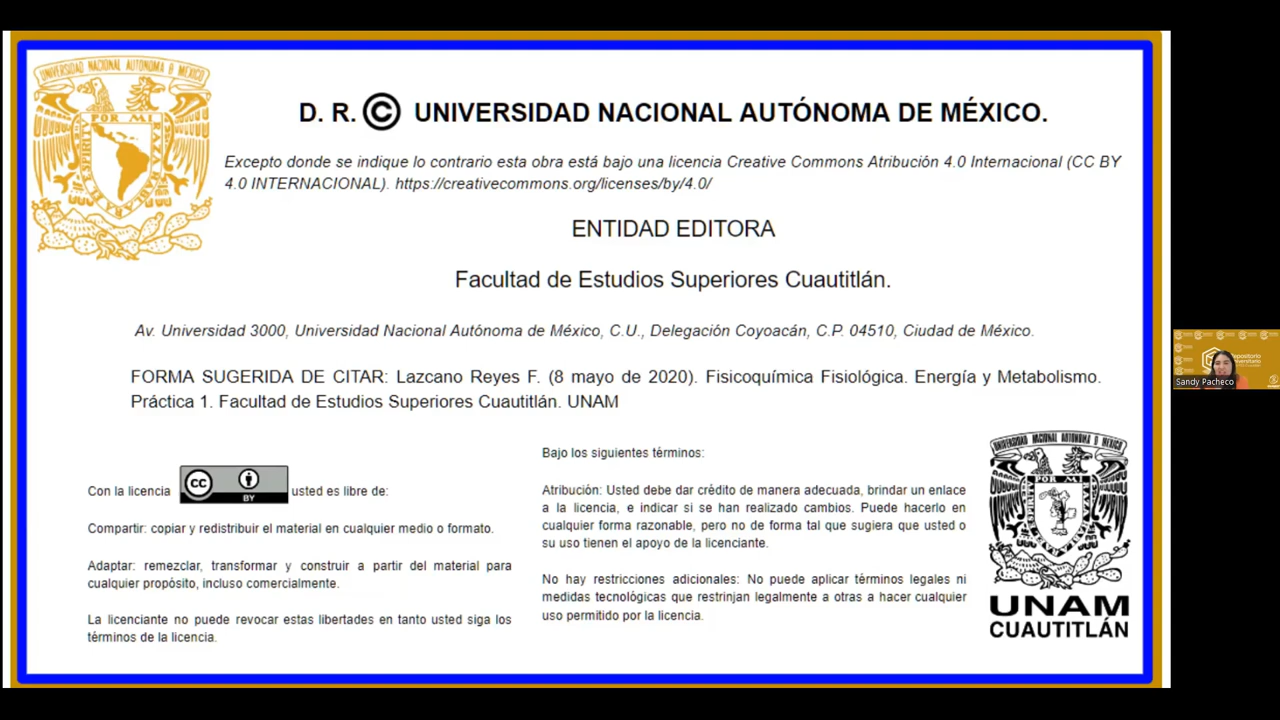 UNIVERSIDAD NACIONAL AUTÓNOMA DE MÉXICO
POR MI RAZA
D. R. © UNIVERSIDAD NACIONAL AUTÓNOMA DE MÉXICO.
Excepto donde se indique lo contrario esta obra está bajo una licencia Creative Commons Atribución 4.0 Internacional (CC BY
4.0 INTERNACIONAL). https://creativecommons.org/licenses/by/4.0/
ENTIDAD EDITORA
Facultad de Estudios Superiores Cuautitlán.
Av. Universidad 3000, Universidad Nacional Autónoma de México, C.U., Delegación Coyoacán, C.P. 04510, Ciudad de México.
FORMA SUGERIDA DE CITAR: Lazcano Reyes F. (8 mayo de 2020). Fisicoquímica Fisiológica. Energía y Metabolismo.
Práctica 1. Facultad de Estudios Superiores Cuautitlán. UNAM
Con la licencia cc BY usted es libre de:
Compartir: copiar y redistribuir el material en cualquier medio o formato.
Adaptar: remezclar, transformar y construir a partir del material para
cualquier propósito, incluso comercialmente.
La licenciante no puede revocar estas libertades en tanto usted siga los
términos de la licencia.
Bajo los siguientes términos:
Atribución: Usted debe dar crédito de manera adecuada, brindar un enlace
a la licencia, e indicar si se han realizado cambios. Puede hacerlo en
cualquier forma razonable, pero no de forma tal que sugiera que usted o
su uso tienen el apoyo de la licenciante.
No hay restricciones adicionales: No puede aplicar términos legales ni
medidas tecnológicas que restrinjan legalmente a otras a hacer cualquier
uso permitido por la licencia.
UNAM
CUAUTITLÁN
Sandy Pacheco